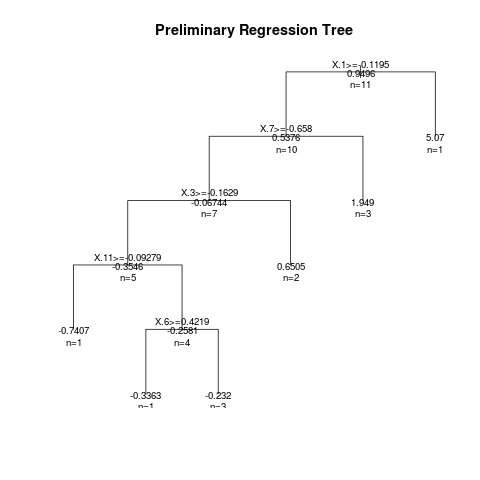 Preliminary Regression Tree
X.1>=-0.1195
0.9496
n=11
X.7>=-0.658
0.5376
n=10
5.07
n=1
X.3>=-0.1629
-0.06744
n=7
1.949
n=3
X.11>=-0.09279
-0.3546
n=5
0.6505
n=2
-0.7407
n=1
X.6>=0.4219
-0.2581
n=4
-0.3363
n=1
-0.232
n=3